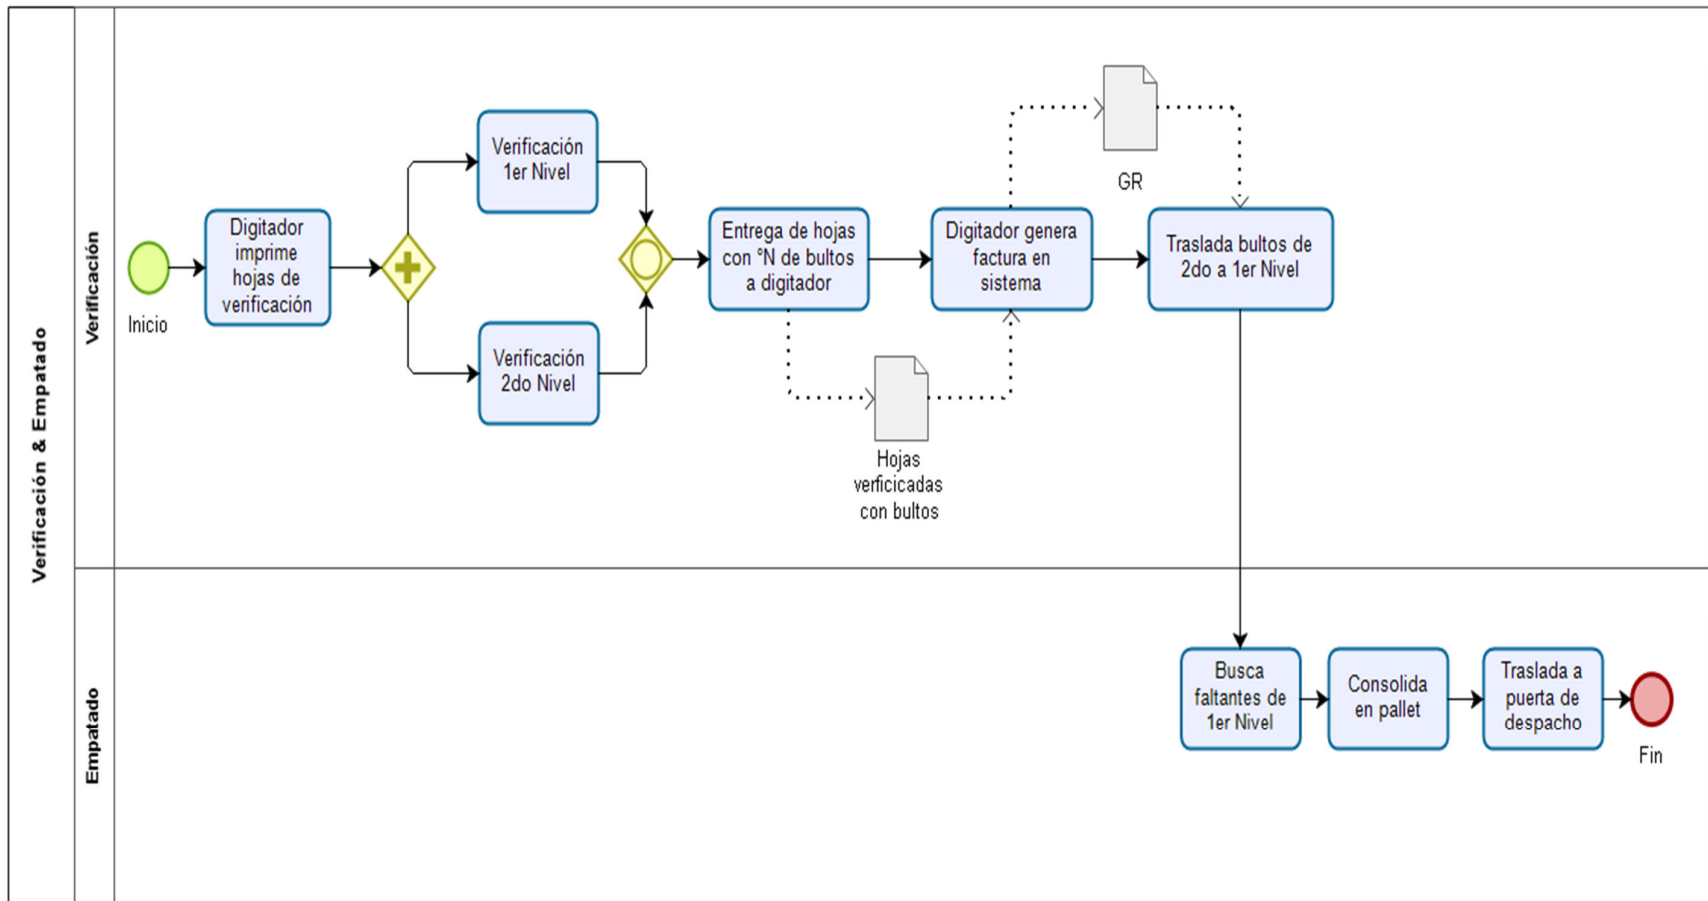 Verificación & Empatado
Verificación
Inicio
Digitador
imprime
hojas de
verificación
Verificación
1er Nivel
Verificación
2do Nivel
Entrega de hojas
con °N de bultos
a digitador
Hojas
verficicadas
con bultos
Digitador genera
factura en
sistema
GR
Traslada bultos de
2do a 1er Nivel
Empatado
Busca
faltantes de
1er Nivel
Consolida
en pallet
Traslada a
puerta de
despacho
Fin